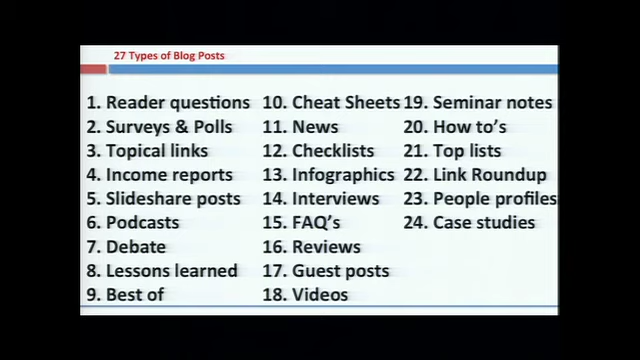 27 Types of Blog Posts
1. Reader questions
2. Surveys & Polls
3. Topical links
4. Income reports
5. Slideshare posts
6. Podcasts
7. Debate
8. Lessons learned
9. Best of
10. Cheat Sheets
11. News
12. Checklists
13. Infographics
14. Interviews
15. FAQ's
16. Reviews
17. Guest posts
18. Videos
19. Seminar notes
20. How to's
21. Top lists
22. Link Roundup
23. People profiles
24. Case studies